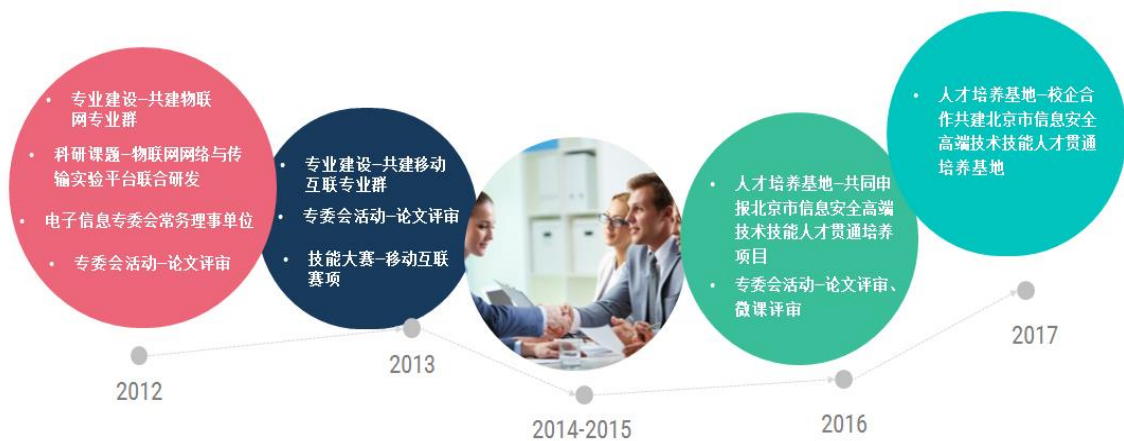 • 专业建设–共建物联
网专业群
• 科研课题–物联网网络与传
输实验平台联合研发
• 电子信息专委会常务理事单位
• 专委会活动–论文评审
2012
• 专业建设–共建移动
互联专业群
• 专委会活动–论文评审
• 技能大赛–移动互联
赛项
2013
2014-2015
• 人才培养基地–共同申
报北京市信息安全高端
技术技能人才贯通培养
项目
• 专委会活动–论文评审、
微课评审
2016
• 人才培养基地–校企合
作共建北京市信息安全
高端技术技能人才贯通
培养基地
2017